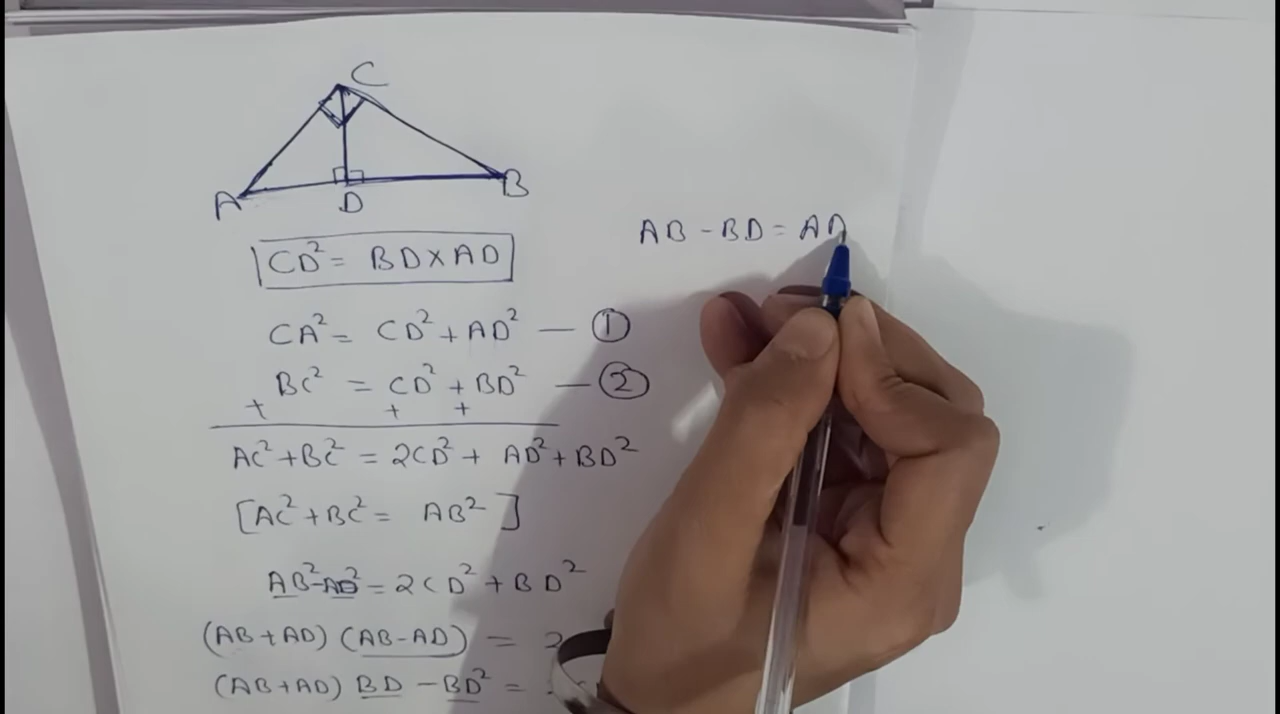 C
A D B
AB - BD = AD
CD² = BD X AD
CA² = CD² + AD² — ①
BC² = CD² + BD² — ②
+ + +
AC² + BC² = 2CD² + AD² + BD²
[AC² + BC² = AB²]
AB² - AD² = 2CD² + BD²
(AB + AD) (AB - AD) = 2
(AB + AD) BD - BD² =